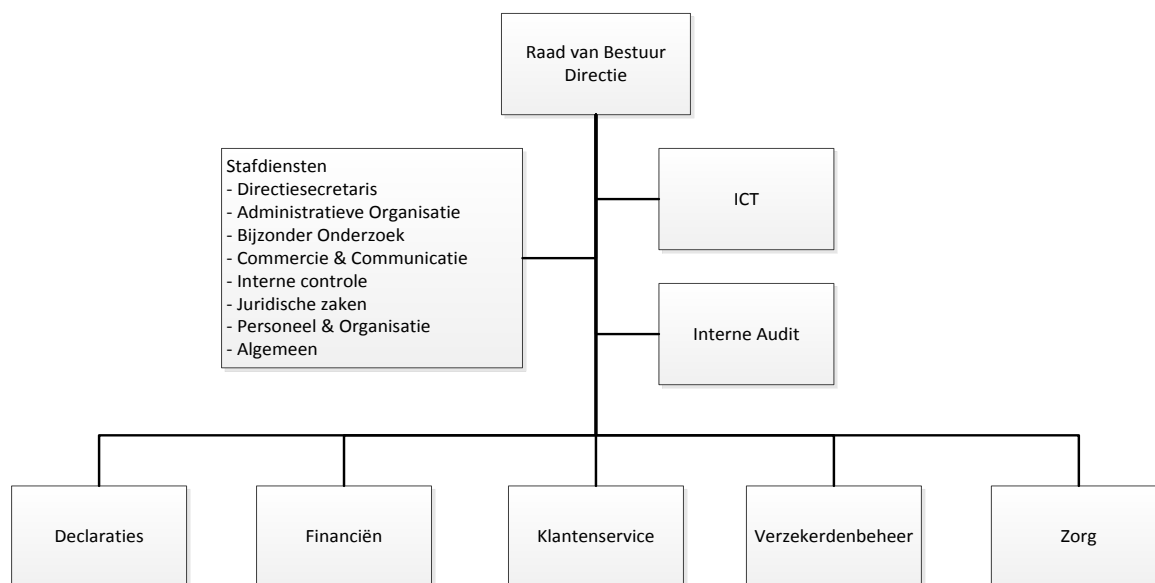 Raad van Bestuur
Directie
Stafdiensten
- Directiesecretaris
- Administratieve Organisatie
- Bijzonder Onderzoek
- Commercie & Communicatie
- Interne controle
- Juridische zaken
- Personeel & Organisatie
- Algemeen
ICT
Interne Audit
Declaraties
Financiën
Klantenservice
Verzekerdenbeheer
Zorg